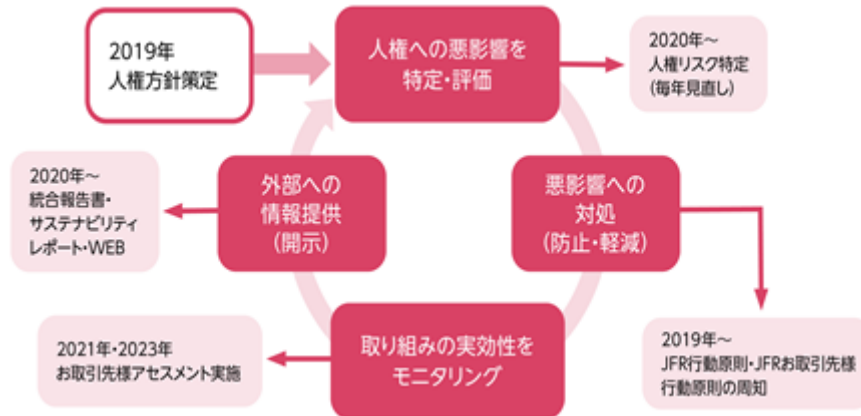 2019年
人権方針策定
人権への悪影響を
特定・評価
2020年～
人権リスク特定
(毎年見直し)
悪影響への
対処
(防止・軽減)
2019年～
JFR行動原則・JFRお取引先様
行動原則の周知
取り組みの実効性を
モニタリング
2021年・2023年
お取引先様アセスメント実施
外部への
情報提供
(開示)
2020年～
統合報告書・
サステナビリティ
レポート・WEB